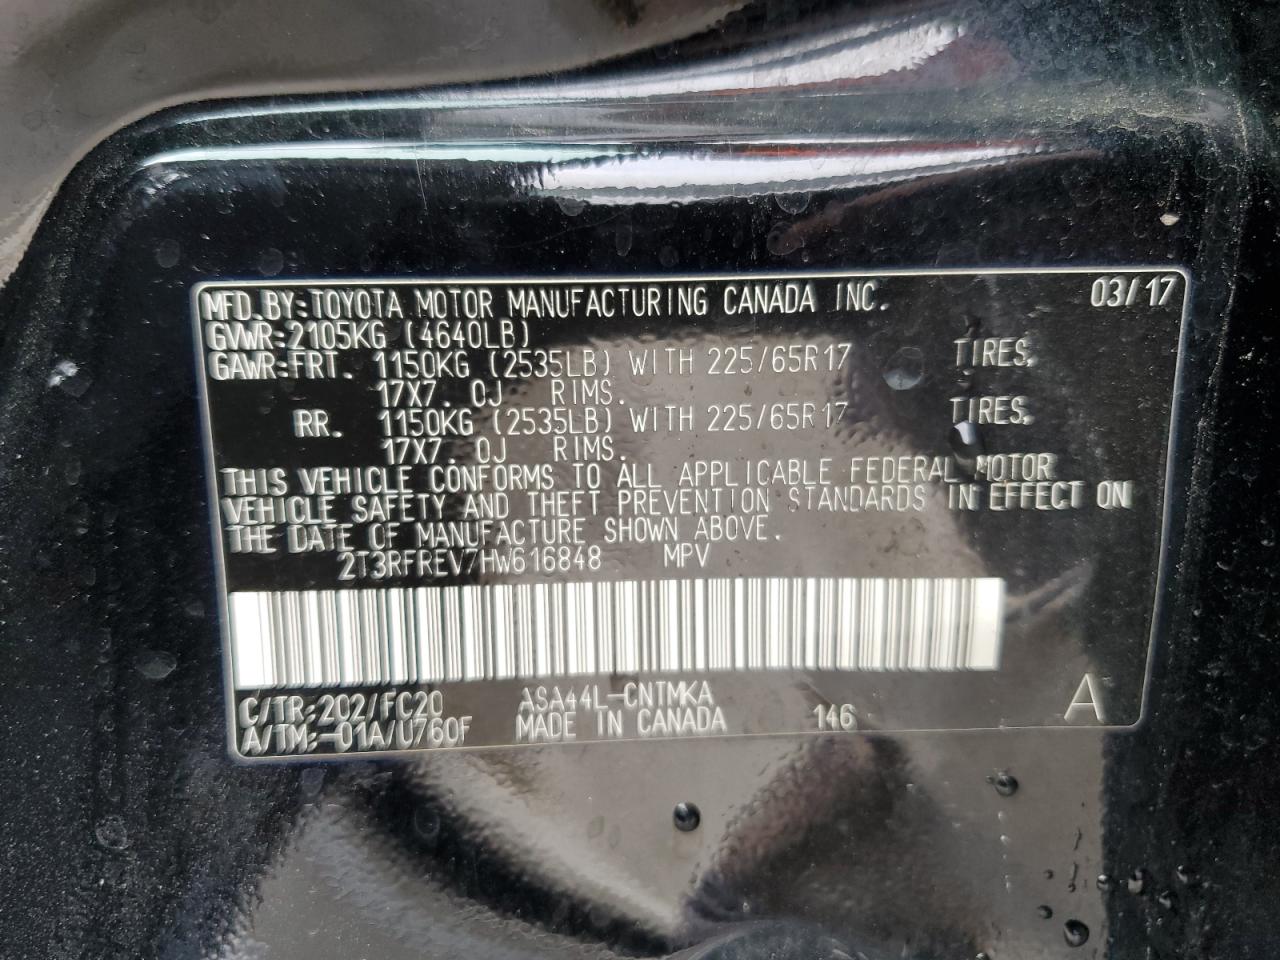 MFD.BY:TOYOTA MOTOR MANUFACTURING CANADA INC. 03/17
GVWR:2105KG (4640LB)
GAWR:FRT. 1150KG (2535LB) WITH 225/65R17 TIRES,
17X7.0J RIMS.
RR. 1150KG (2535LB) WITH 225/65R17 TIRES,
17X7.0J RIMS.
THIS VEHICLE CONFORMS TO ALL APPLICABLE FEDERAL MOTOR
VEHICLE SAFETY AND THEFT PREVENTION STANDARDS IN EFFECT ON
THE DATE OF MANUFACTURE SHOWN ABOVE.
2T3RFREV7HW616848 MPV
C/TR:202/FC20 ASA44L-CNTMKA
A/TM:-01A/U760F MADE IN CANADA 146 A